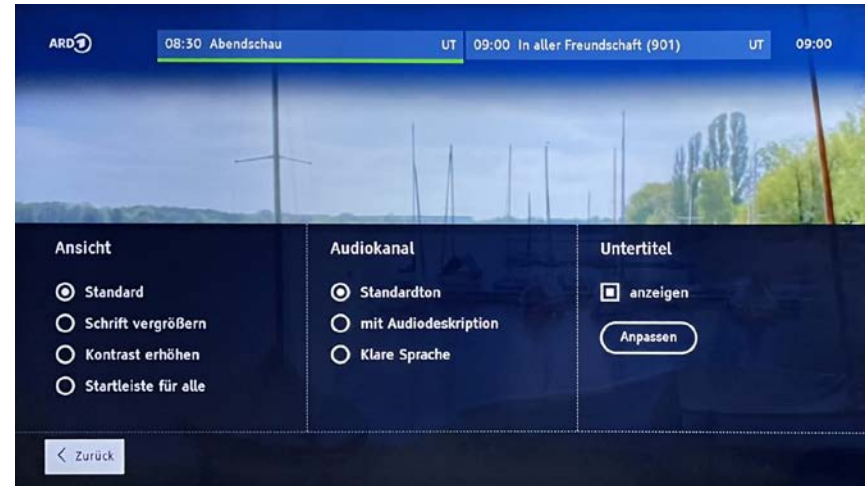 ARD 1
08:30 Abendschau UT 09:00 In aller Freundschaft (901) UT 09:00
Ansicht
Standard
Schrift vergrößern
Kontrast erhöhen
Startleiste für alle
Audiokanal
Standardton
mit Audiodeskription
Klare Sprache
Untertitel
anzeigen
Anpassen
Zurück